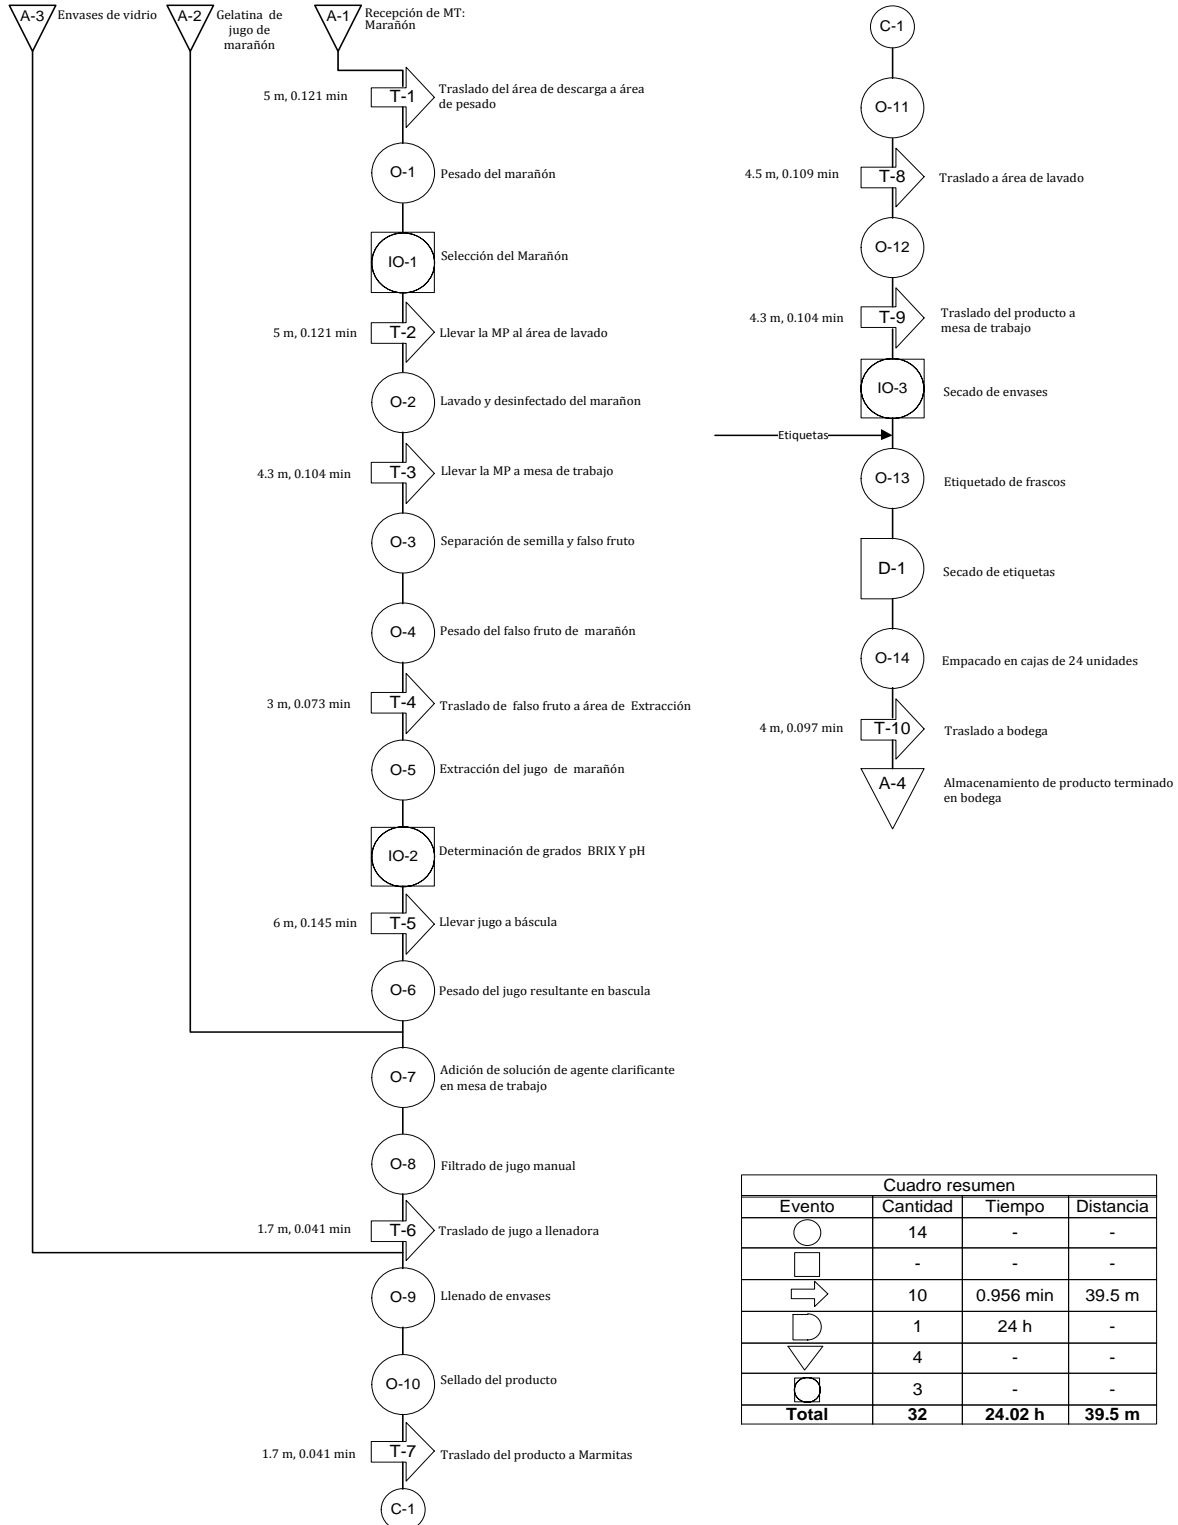 A-3
Envases de vidrio
A-2
Gelatina de
jugo de
marañón
A-1
Recepción de MT:
Marañón
5 m, 0.121 min
T-1
Traslado del área de descarga a área
de pesado
O-1
Pesado del marañón
IO-1
Selección del Marañón
5 m, 0.121 min
T-2
Llevar la MP al área de lavado
O-2
Lavado y desinfectado del marañon
4.3 m, 0.104 min
T-3
Llevar la MP a mesa de trabajo
O-3
Separación de semilla y falso fruto
O-4
Pesado del falso fruto de marañón
3 m, 0.073 min
T-4
Traslado de falso fruto a área de Extracción
O-5
Extracción del jugo de marañón
IO-2
Determinación de grados BRIX Y pH
6 m, 0.145 min
T-5
Llevar jugo a báscula
O-6
Pesado del jugo resultante en bascula
O-7
Adición de solución de agente clarificante
en mesa de trabajo
O-8
Filtrado de jugo manual
1.7 m, 0.041 min
T-6
Traslado de jugo a llenadora
O-9
Llenado de envases
O-10
Sellado del producto
1.7 m, 0.041 min
T-7
Traslado del producto a Marmitas
C-1
C-1
O-11
4.5 m, 0.109 min
T-8
Traslado a área de lavado
O-12
4.3 m, 0.104 min
T-9
Traslado del producto a
mesa de trabajo
IO-3
Secado de envases
Etiquetas
O-13
Etiquetado de frascos
D-1
Secado de etiquetas
O-14
Empacado en cajas de 24 unidades
4 m, 0.097 min
T-10
Traslado a bodega
A-4
Almacenamiento de producto terminado
en bodega
Cuadro resumen
Evento Cantidad Tiempo Distancia
14 - -
- - -
10 0.956 min 39.5 m
1 24 h -
4 - -
3 - -
Total 32 24.02 h 39.5 m